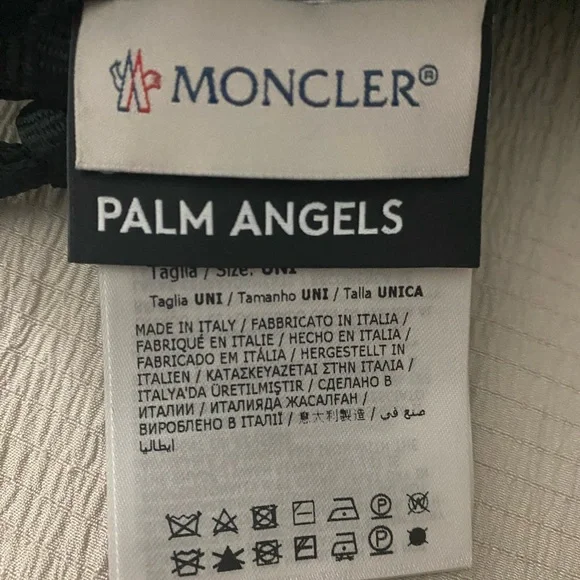 MONCLER®
PALM ANGELS
Taglia / Size: UNI
Taglia UNI / Tamanho UNI / Talla UNICA
MADE IN ITALY / FABBRICATO IN ITALIA /
FABRIQUÉ EN ITALIE / HECHO EN ITALIA /
FABRICADO EM ITÁLIA / HERGESTELLT IN
ITALIEN / ΚΑΤΑΣΚΕΥΑΖΕΤΑΙ ΣΤΗΝ ΙΤΑΛΙΑ /
ITALYA'DA ÜRETILMIŞTIR / СДЕЛАНО В
ИТАЛИИ / ИТАЛИЯДА ЖАСАЛҒАН /
ВИРОБЛЕНО В ІТАЛІЇ / 意大利製造 / صنع في
ايطاليا